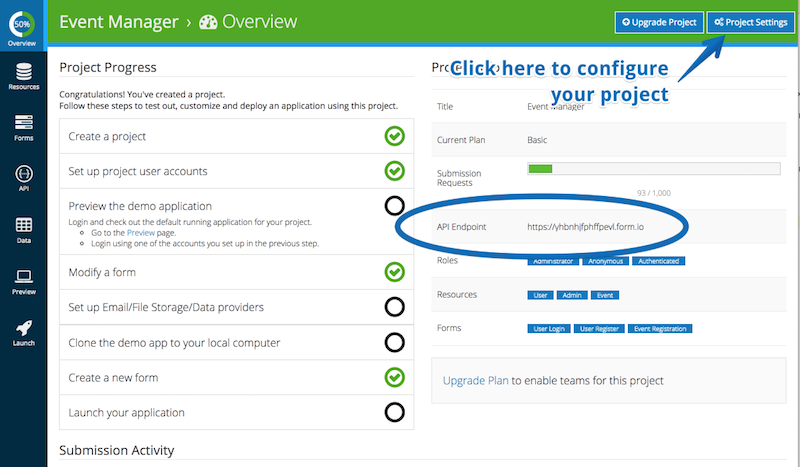 50%
Overview
Resources
Forms
API
Data
Preview
Launch
Event Manager › Overview
Upgrade Project
Project Settings
Click here to configure
your project
Project Progress
Congratulations! You've created a project.
Follow these steps to test out, customize and deploy an application using this project.
Create a project
Set up project user accounts
Preview the demo application
Login and check out the default running application for your project.
Go to the Preview page.
Login using one of the accounts you set up in the previous step.
Modify a form
Set up Email/File Storage/Data providers
Clone the demo app to your local computer
Create a new form
Launch your application
Submission Activity
Title Event Manager
Current Plan Basic
Submission
Requests
93 / 1,000
API Endpoint https://yhbnhjfphffpevl.form.io
Roles Administrator Anonymous Authenticated
Resources User Admin Event
Forms User Login User Register Event Registration
Upgrade Plan to enable teams for this project